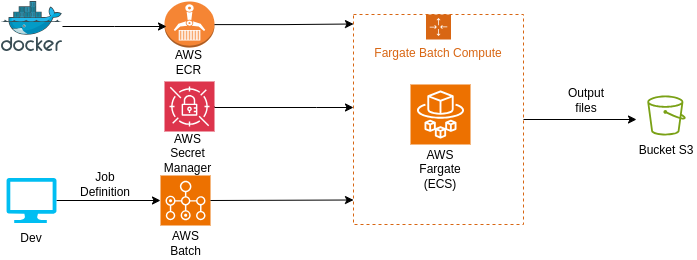 docker
AWS
ECR
Fargate Batch Compute
AWS
Secret
Manager
AWS
Fargate
(ECS)
Output
files
Bucket S3
Job
Definition
Dev
AWS
Batch